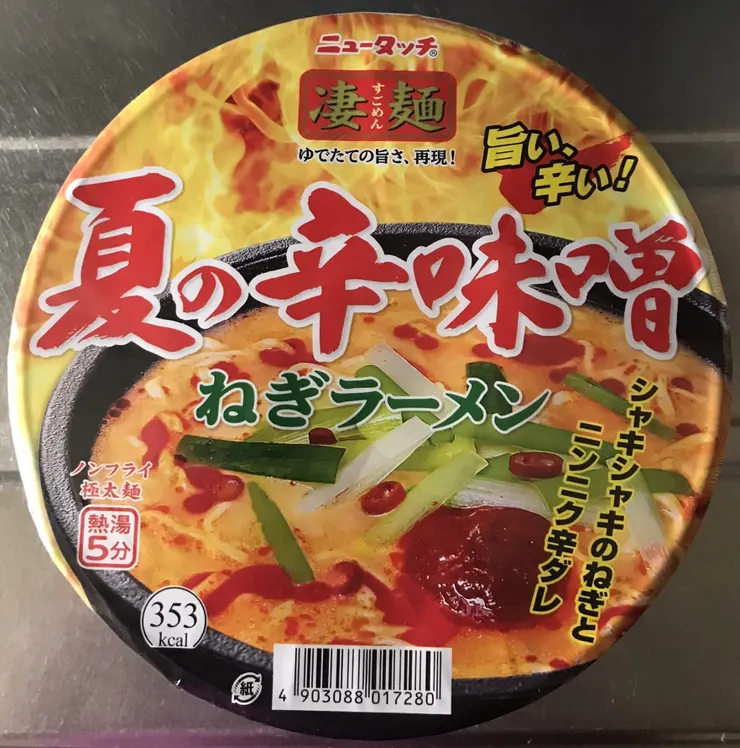 ニュータッチ®
凄麺
すごめん
ゆでたての旨さ、再現!
旨い、
辛い!
夏の辛味噌
ねぎラーメン
シャキシャキのねぎと
ニンニク辛ダレ
ノンフライ
極太麺
熱湯
5分
353
kcal
紙
4 903088 017280